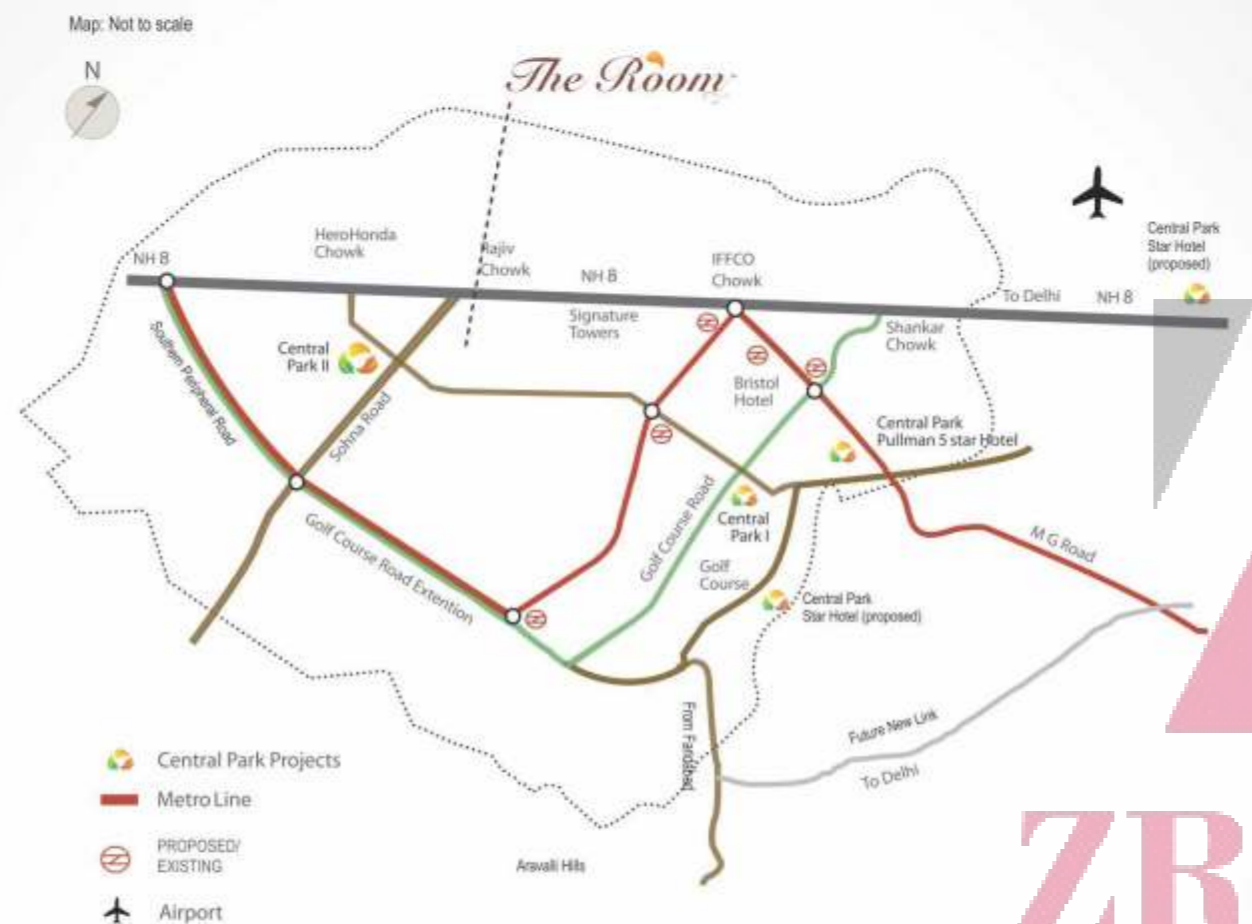 Map: Not to scale
N
The Room
HeroHonda
Chowk
NH 8
Rajiv
Chowk
NH 8
IFFCO
Chowk
Central Park
Star Hotel
(proposed)
To Delhi
NH 8
Signature
Towers
Shankar
Chowk
Southern Peripheral Road
Central
Park II
Sohna Road
Bristol
Hotel
Central Park
Pullman 5 star Hotel
Golf Course Road
Central
Park I
Golf Course Road Extention
M G Road
Golf
Course
Central Park
Star Hotel (proposed)
From Faridabad
Future New Link
To Delhi
Central Park Projects
Metro Line
PROPOSED/
EXISTING
Aravalli Hills
Airport
ZR